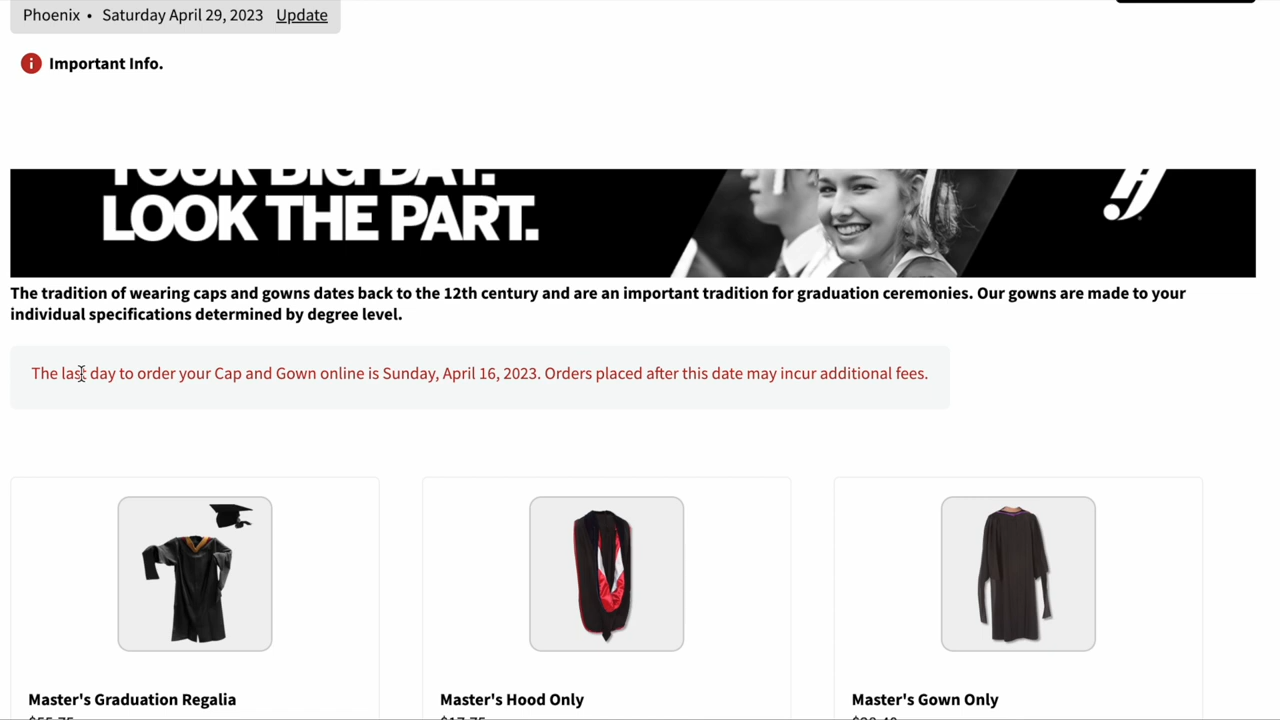 Phoenix • Saturday April 29, 2023 Update
Important Info.
YOUR BIG DAY.
LOOK THE PART.
The tradition of wearing caps and gowns dates back to the 12th century and are an important tradition for graduation ceremonies. Our gowns are made to your
individual specifications determined by degree level.
The last day to order your Cap and Gown online is Sunday, April 16, 2023. Orders placed after this date may incur additional fees.
Master's Graduation Regalia
Master's Hood Only
Master's Gown Only